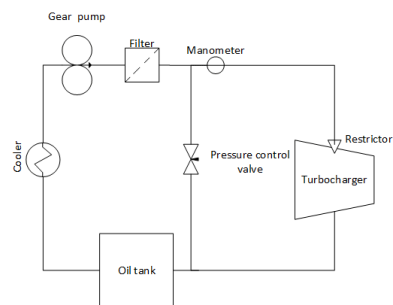 Gear pump
Filter
Manometer
Cooler
Restrictor
Pressure control
valve
Turbocharger
Oil tank